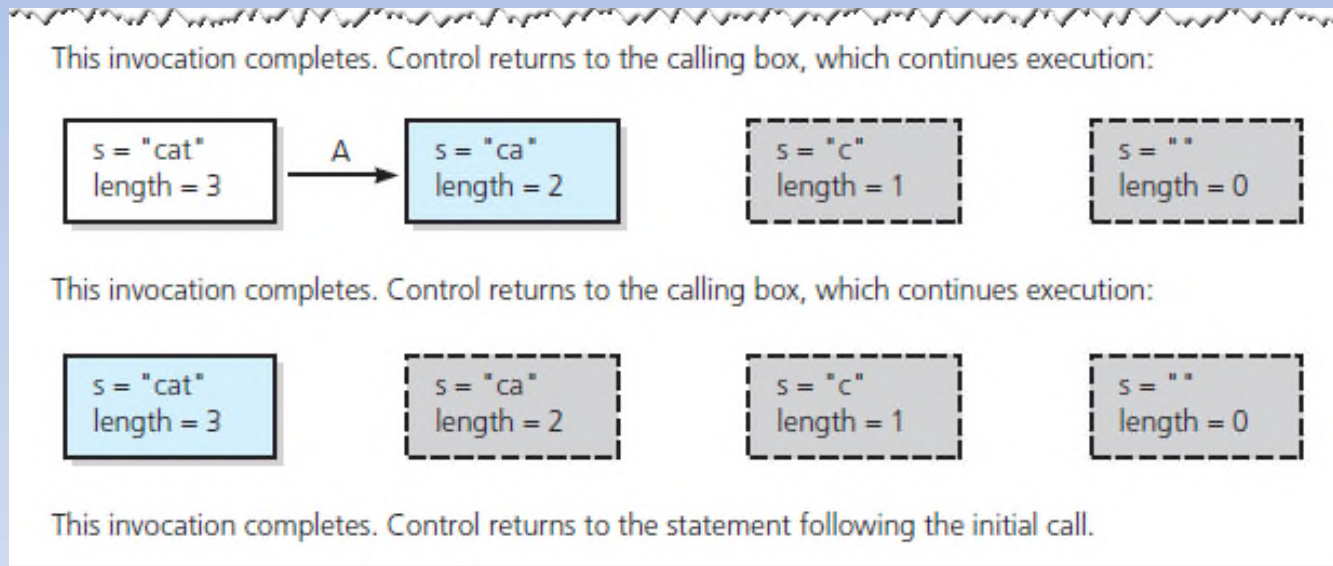 This invocation completes. Control returns to the calling box, which continues execution:
A
s = "cat"
length = 3
s = "ca"
length = 2
s = "c"
length = 1
s = ""
length = 0
This invocation completes. Control returns to the calling box, which continues execution:
s = "cat"
length = 3
s = "ca"
length = 2
s = "c"
length = 1
s = ""
length = 0
This invocation completes. Control returns to the statement following the initial call.